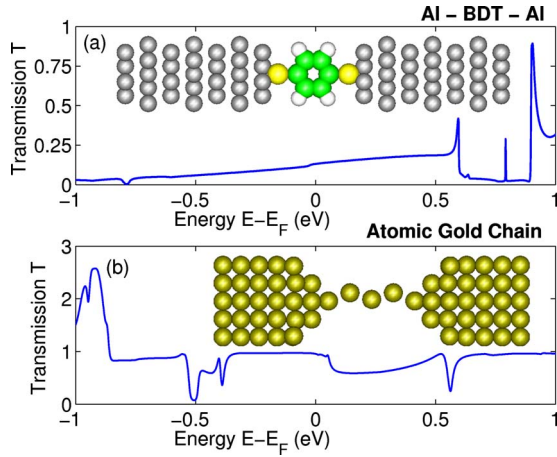 Al − BDT − Al
(a)
Transmission T
0.75
0.5
0.25
0
−1
−0.5
0
0.5
1
Energy E−E_F (eV)
Atomic Gold Chain
(b)
Transmission T
3
2
1
0
−1
−0.5
0
0.5
1
Energy E−E_F (eV)